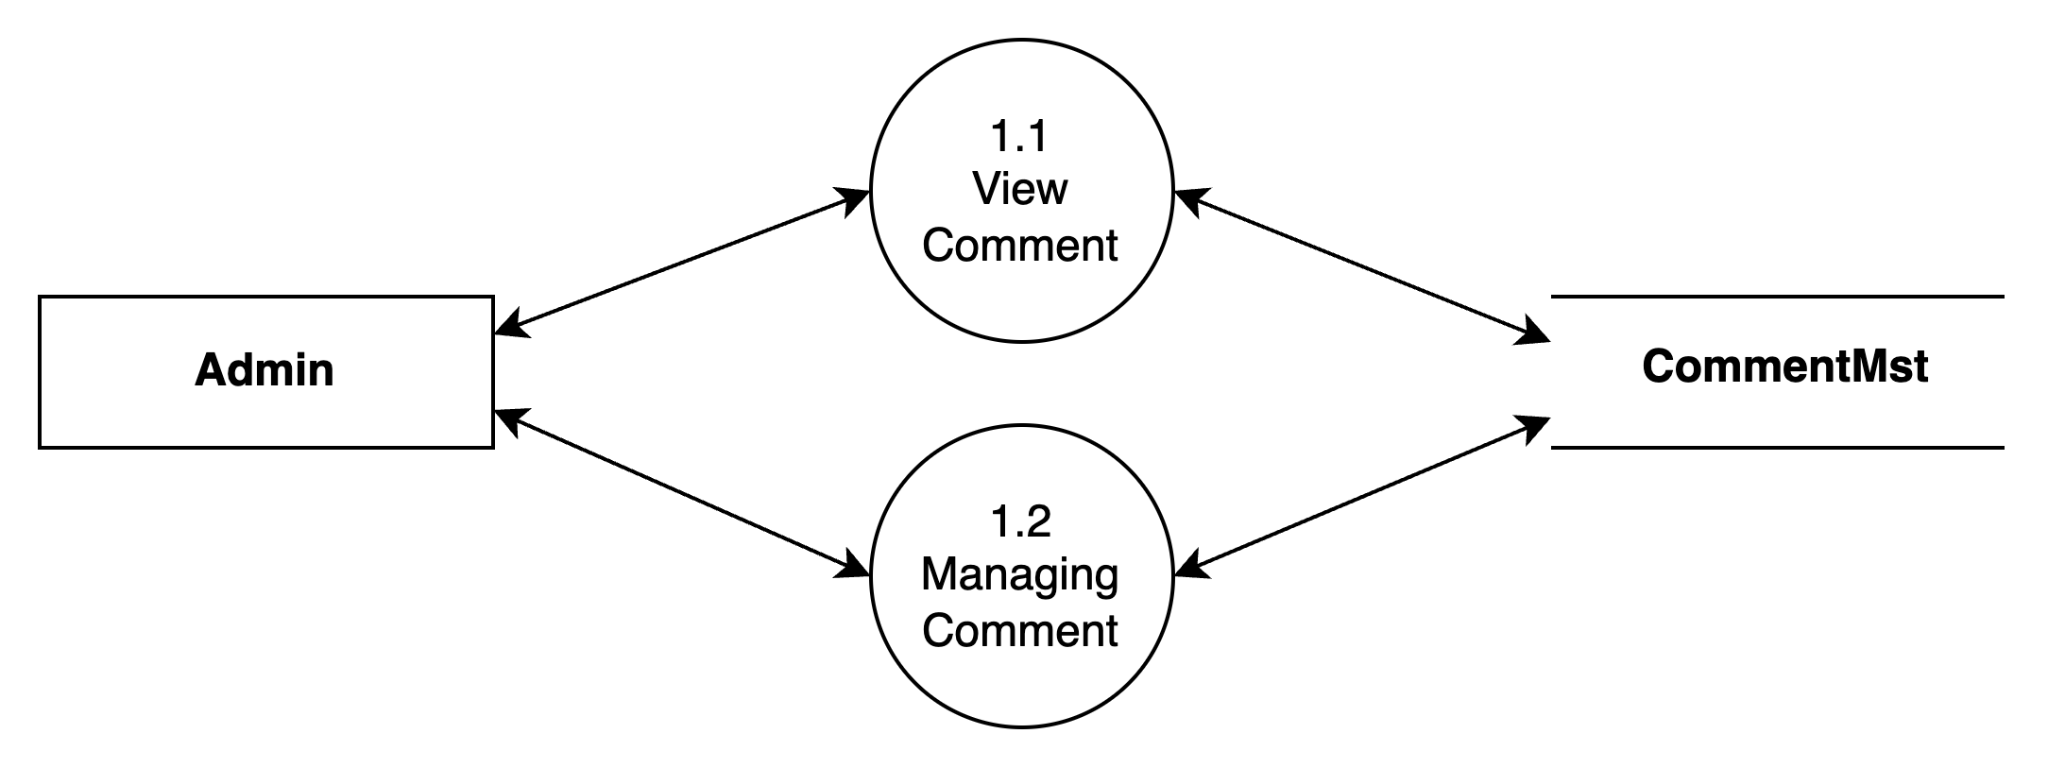 1.1
View
Comment
Admin
CommentMst
1.2
Managing
Comment